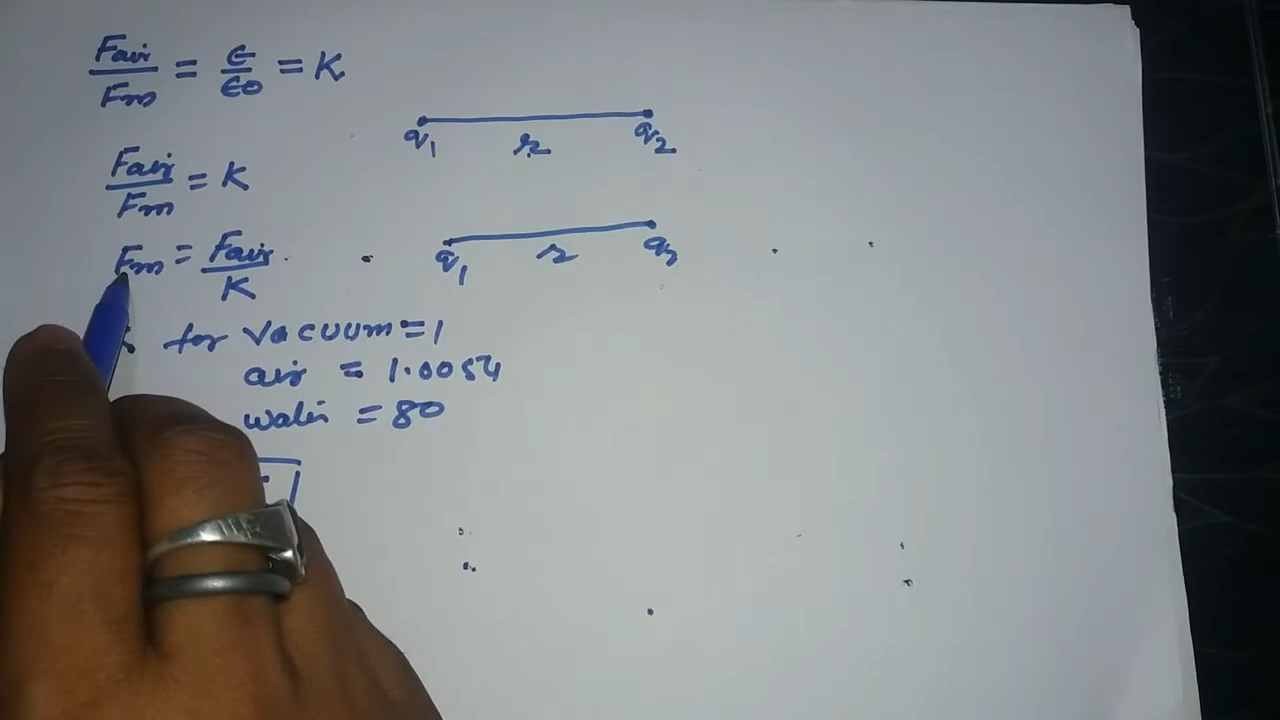 Fair/Fm = ε/ε0 = K
q1 r q2
Fair/Fm = K
Fm = Fair/K
q1 r q2
for Vacuum = 1
air = 1.0054
water = 80